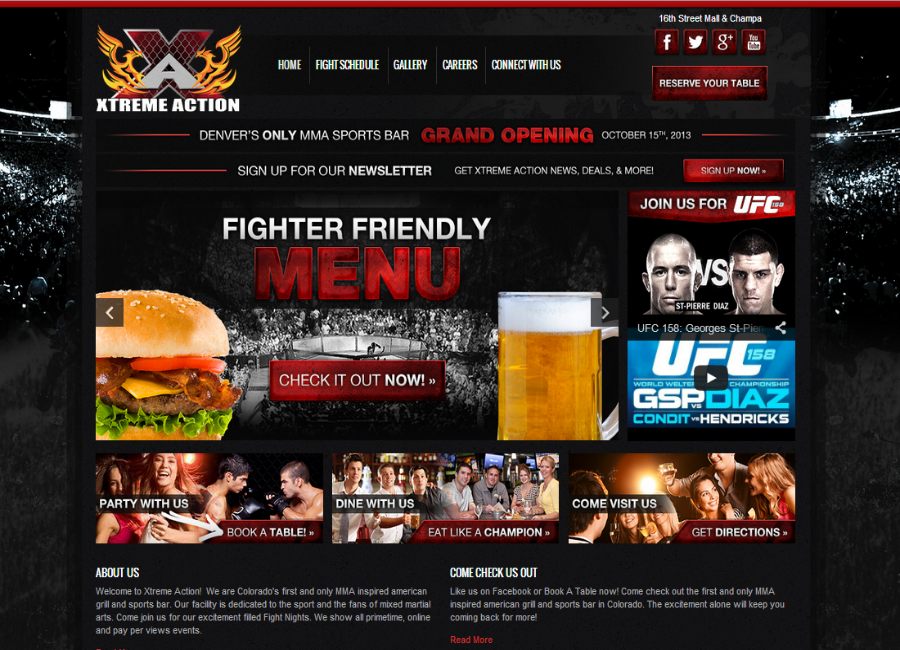 16th Street Mall & Champa
XA
XTREME ACTION
HOME FIGHT SCHEDULE GALLERY CAREERS CONNECT WITH US
f g+ You Tube
RESERVE YOUR TABLE
DENVER'S ONLY MMA SPORTS BAR GRAND OPENING OCTOBER 15TH, 2013
SIGN UP FOR OUR NEWSLETTER GET XTREME ACTION NEWS, DEALS, & MORE! SIGN UP NOW! »
FIGHTER FRIENDLY
MENU
CHECK IT OUT NOW! »
JOIN US FOR UFC 158
VS
ST-PIERRE DIAZ
UFC 158: Georges St-Pier
UFC 158
WORLD WELTER CHAMPIONSHIP
GSP VS DIAZ
CONDIT VS HENDRICKS
PARTY WITH US
BOOK A TABLE! »
DINE WITH US
EAT LIKE A CHAMPION »
COME VISIT US
GET DIRECTIONS »
ABOUT US
Welcome to Xtreme Action! We are Colorado's first and only MMA inspired american
grill and sports bar. Our facility is dedicated to the sport and the fans of mixed martial
arts. Come join us for our excitement filled Fight Nights. We show all primetime, online
and pay per views events.
COME CHECK US OUT
Like us on Facebook or Book A Table now! Come check out the first and only MMA
inspired american grill and sports bar in Colorado. The excitement alone will keep you
coming back for more!
Read More